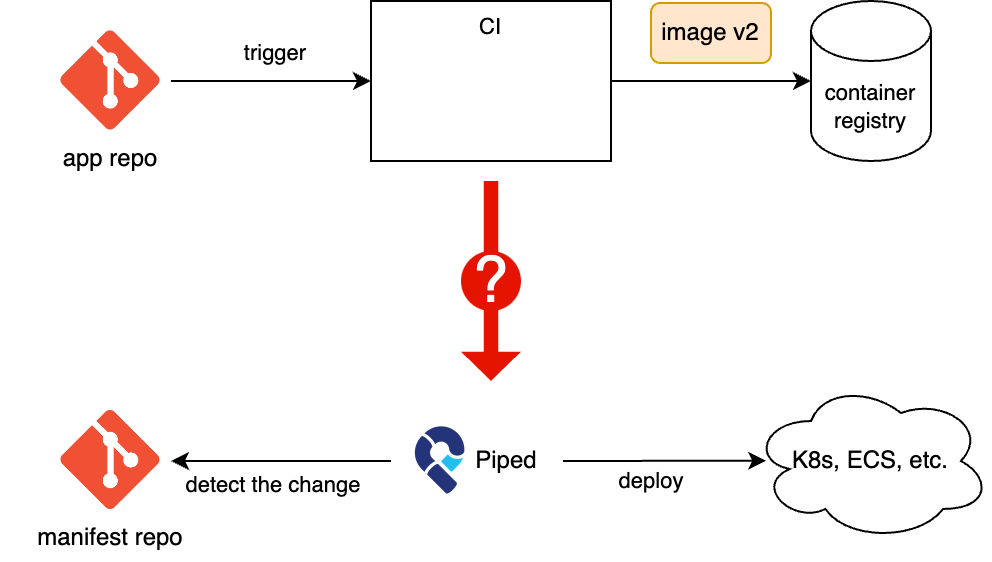 CI
image v2
trigger
container
registry
app repo
?
Piped
K8s, ECS, etc.
detect the change
deploy
manifest repo